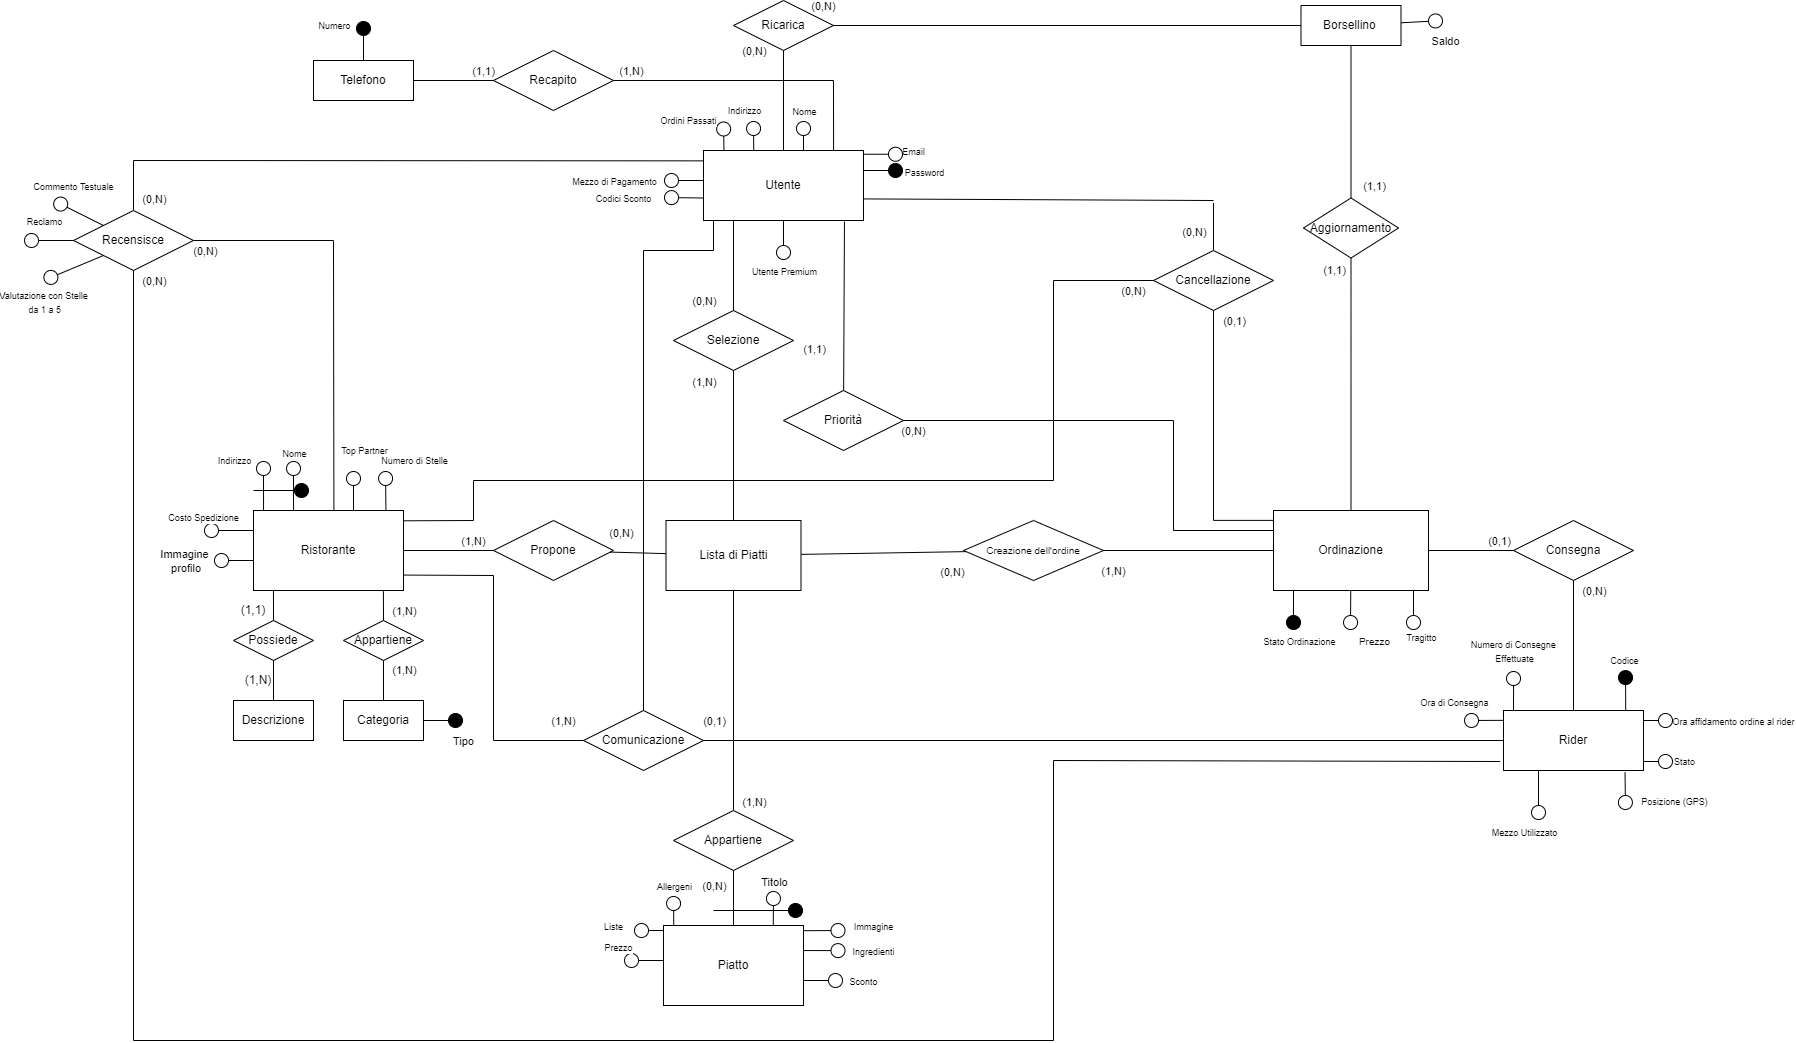 (0,N)
Ricarica
Borsellino
Saldo
(0,N)
Numero
Telefono
(1,1)
Recapito
(1,N)
Ordini Passati
Indirizzo
Nome
Email
Password
Mezzo di Pagamento
Codici Sconto
Utente
Utente Premium
Commento Testuale
Reclamo
Valutazione con Stelle
da 1 a 5
(0,N)
Recensisce
(0,N)
(0,N)
(1,1)
Aggiornamento
(1,1)
(0,N)
Cancellazione
(0,N)
(0,1)
(0,N)
Selezione
(1,N)
(1,1)
Priorità
(0,N)
Indirizzo
Nome
Top Partner
Numero di Stelle
Costo Spedizione
Immagine
profilo
Ristorante
(1,N)
Propone
(0,N)
Lista di Piatti
(0,N)
Creazione dell'ordine
(1,N)
Ordinazione
(0,1)
Consegna
(0,N)
Stato Ordinazione
Prezzo
Tragitto
(1,1)
Possiede
(1,N)
Descrizione
(1,N)
Appartiene
(1,N)
Categoria
Tipo
(1,N)
Comunicazione
(0,1)
Numero di Consegne
Effettuate
Codice
Ora di Consegna
Ora affidamento ordine al rider
Rider
Stato
Posizione (GPS)
Mezzo Utilizzato
(1,N)
Appartiene
(0,N)
Allergeni
Titolo
Liste
Prezzo
Piatto
Immagine
Ingredienti
Sconto